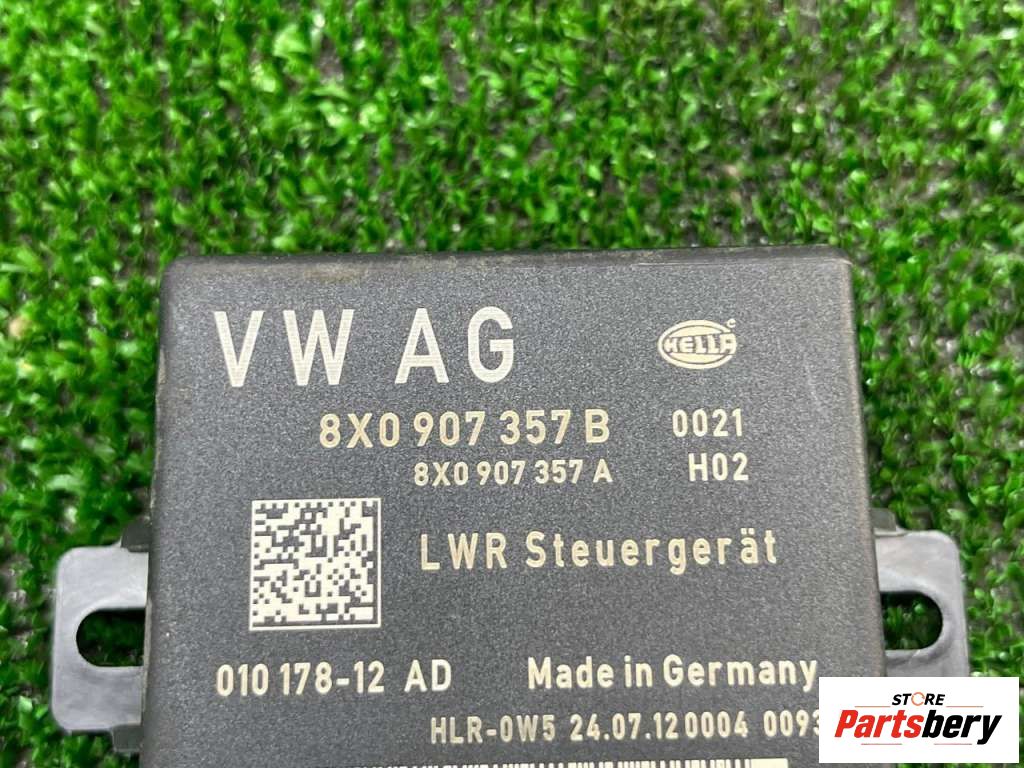 VW AG
HELLA
8X0 907 357 B 0021
8X0 907 357 A H02
LWR Steuergerät
010 178-12 AD Made in Germany
HLR-0W5 24.07.12 0004 0093
STORE
Partsbery